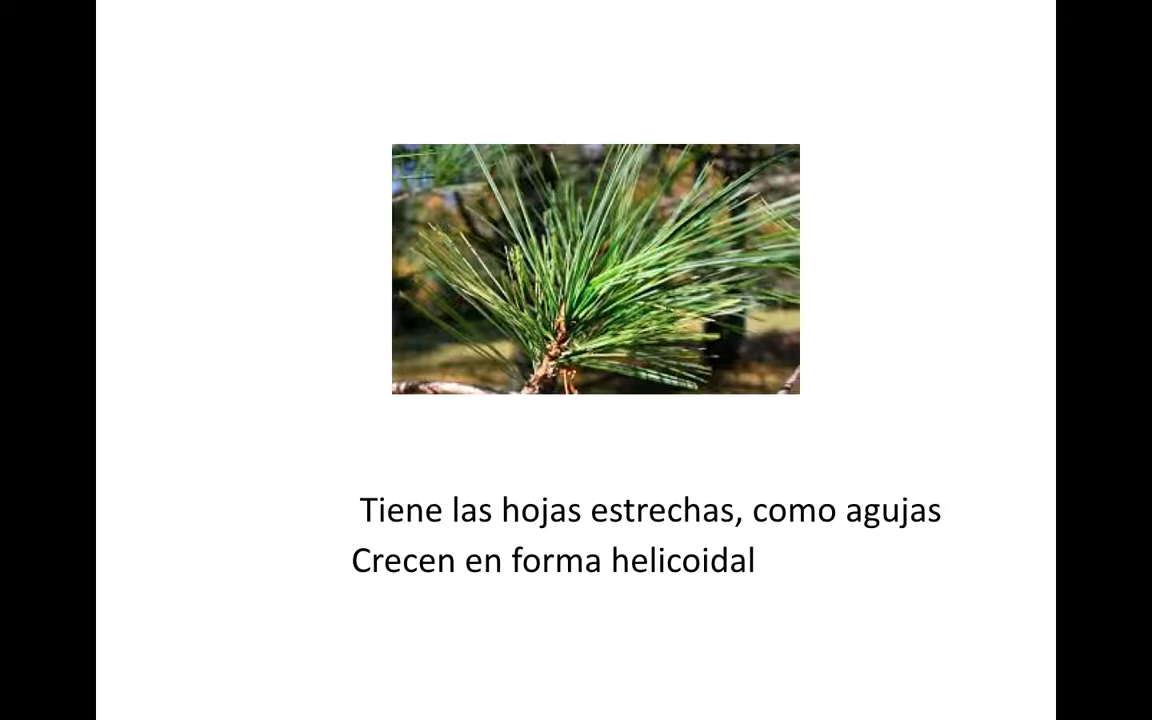 Tiene las hojas estrechas, como agujas
Crecen en forma helicoidal